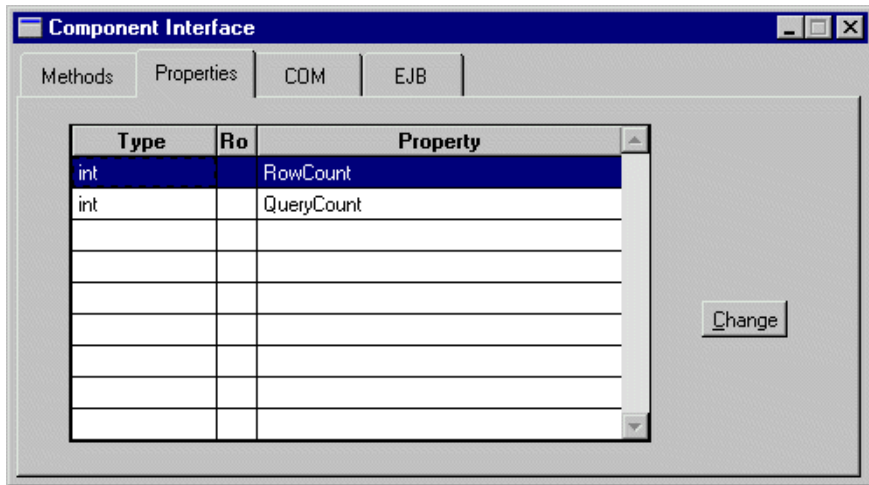 Component Interface
Methods Properties COM EJB
Type Ro Property
int RowCount
int QueryCount
Change